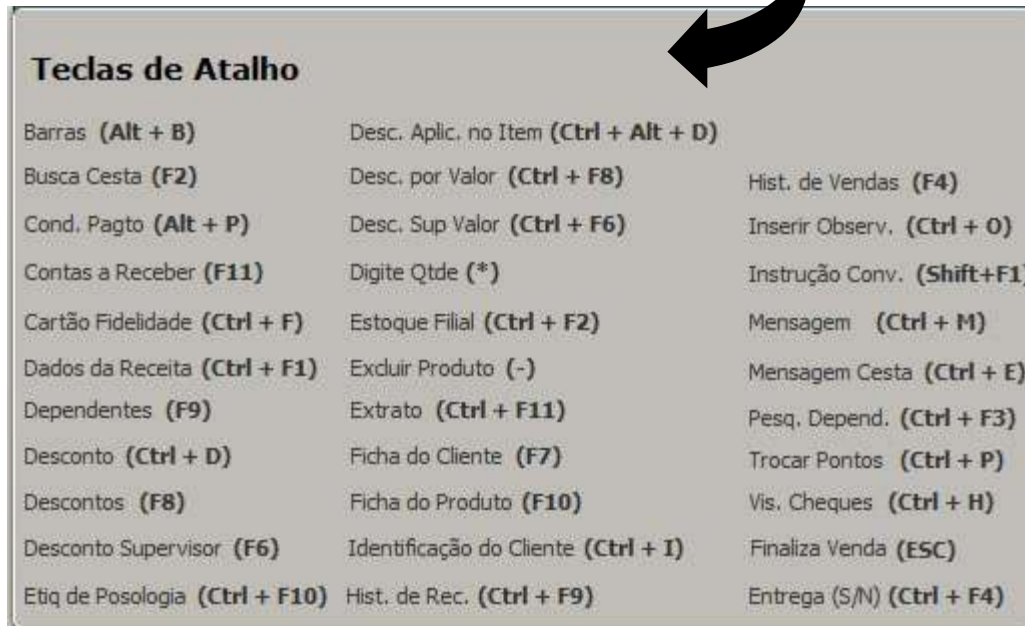 Teclas de Atalho
Barras (Alt + B)
Busca Cesta (F2)
Cond. Pagto (Alt + P)
Contas a Receber (F11)
Cartão Fidelidade (Ctrl + F)
Dados da Receita (Ctrl + F1)
Dependentes (F9)
Desconto (Ctrl + D)
Descontos (F8)
Desconto Supervisor (F6)
Etiq de Posologia (Ctrl + F10)
Desc. Aplic. no Item (Ctrl + Alt + D)
Desc. por Valor (Ctrl + F8)
Desc. Sup Valor (Ctrl + F6)
Digite Qtde (*)
Estoque Filial (Ctrl + F2)
Excluir Produto (-)
Extrato (Ctrl + F11)
Ficha do Cliente (F7)
Ficha do Produto (F10)
Identificação do Cliente (Ctrl + I)
Hist. de Rec. (Ctrl + F9)
Hist. de Vendas (F4)
Inserir Observ. (Ctrl + O)
Instrução Conv. (Shift+F1)
Mensagem (Ctrl + M)
Mensagem Cesta (Ctrl + E)
Pesq. Depend. (Ctrl + F3)
Trocar Pontos (Ctrl + P)
Vis. Cheques (Ctrl + H)
Finaliza Venda (ESC)
Entrega (S/N) (Ctrl + F4)